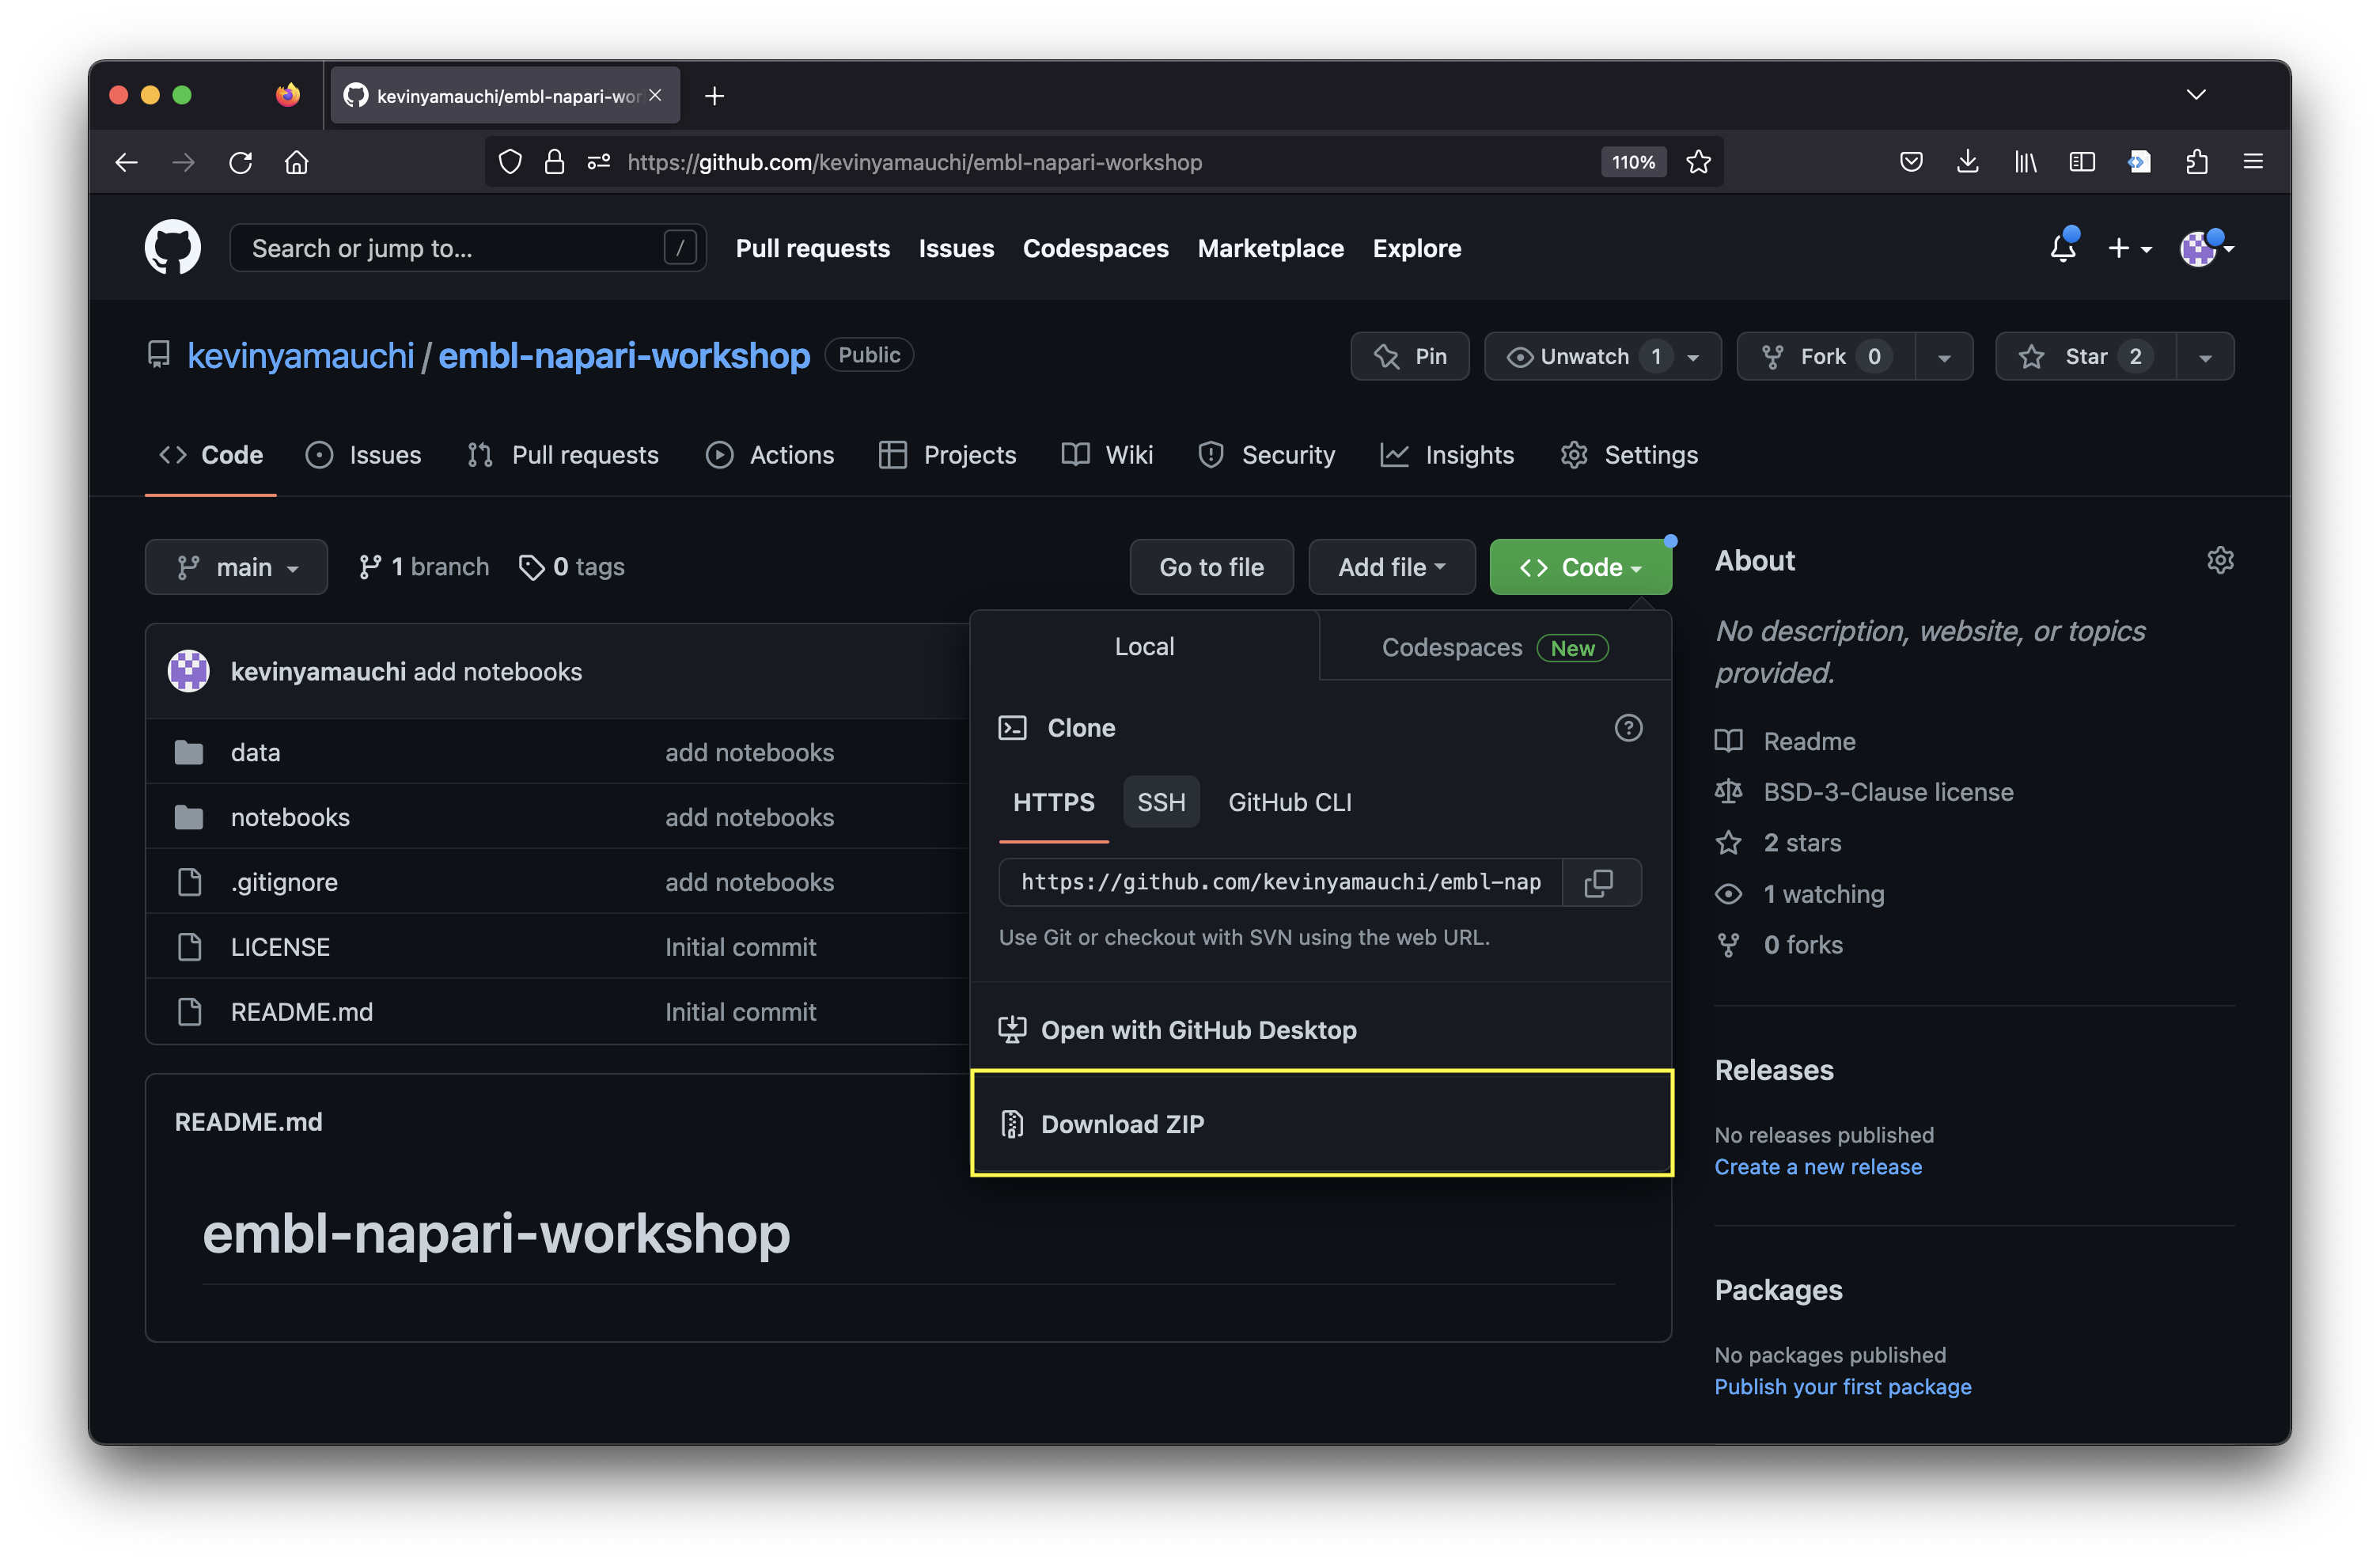 kevinyamauchi/embl-napari-wor
https://github.com/kevinyamauchi/embl-napari-workshop
110%
Search or jump to...
/
Pull requests
Issues
Codespaces
Marketplace
Explore
kevinyamauchi / embl-napari-workshop
Public
Pin
Unwatch 1
Fork 0
Star 2
Code
Issues
Pull requests
Actions
Projects
Wiki
Security
Insights
Settings
main
1 branch
0 tags
Go to file
Add file
Code
kevinyamauchi add notebooks
data
add notebooks
notebooks
add notebooks
.gitignore
add notebooks
LICENSE
Initial commit
README.md
Initial commit
Local
Codespaces
New
Clone
HTTPS
SSH
GitHub CLI
https://github.com/kevinyamauchi/embl-nap
Use Git or checkout with SVN using the web URL.
Open with GitHub Desktop
Download ZIP
README.md
embl-napari-workshop
About
No description, website, or topics
provided.
Readme
BSD-3-Clause license
2 stars
1 watching
0 forks
Releases
No releases published
Create a new release
Packages
No packages published
Publish your first package